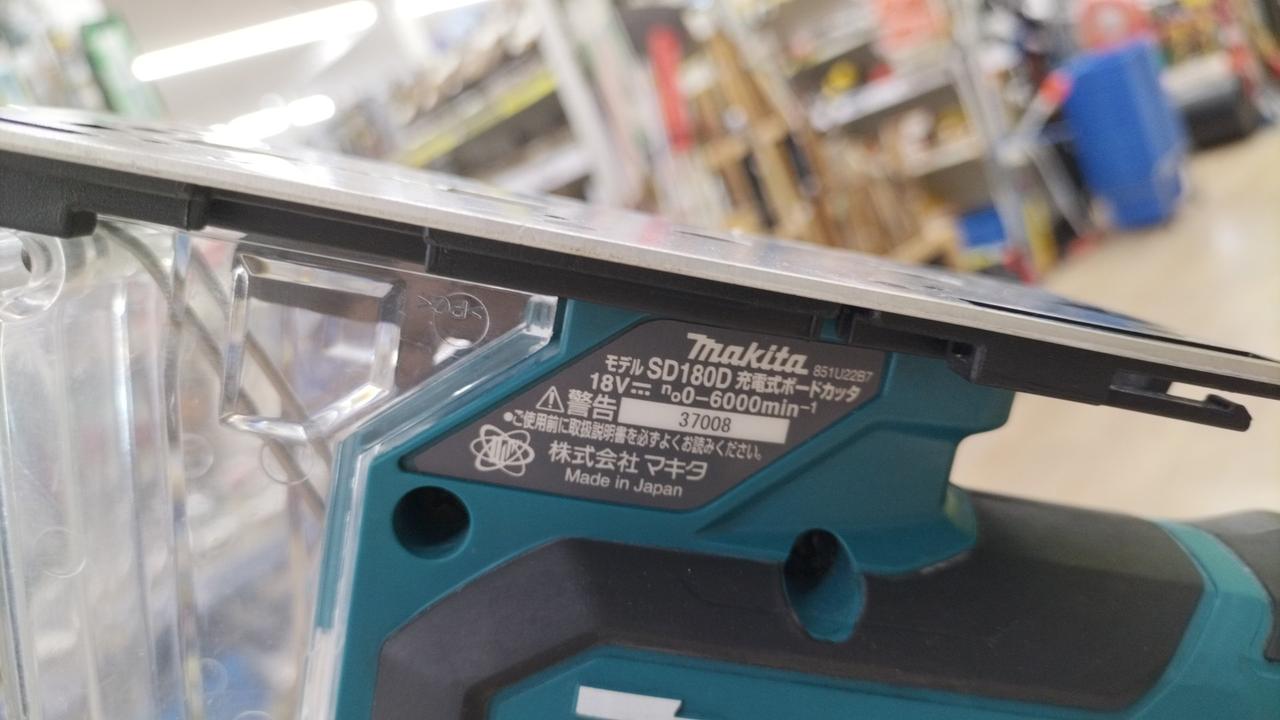 >PC<
makita
851U22B7
モデル SD180D 充電式ボードカッタ
18V⎓ n₀0-6000min⁻¹
警告 37008
●ご使用前に取扱説明書を必ずよくお読みください。
株式会社 マキタ
Made in Japan